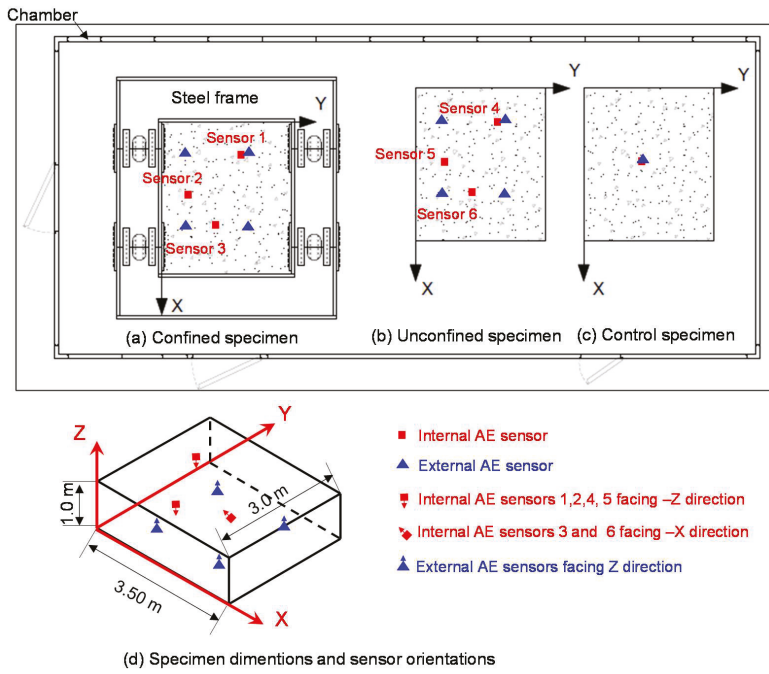 Chamber
Steel frame
Y
Sensor 1
Sensor 2
Sensor 3
X
(a) Confined specimen
Y
Sensor 4
Sensor 5
Sensor 6
X
(b) Unconfined specimen
Y
X
(c) Control specimen
Z
Y
1.0 m
3.0 m
3.50 m
X
Internal AE sensor
External AE sensor
Internal AE sensors 1,2,4, 5 facing –Z direction
Internal AE sensors 3 and 6 facing –X direction
External AE sensors facing Z direction
(d) Specimen dimentions and sensor orientations